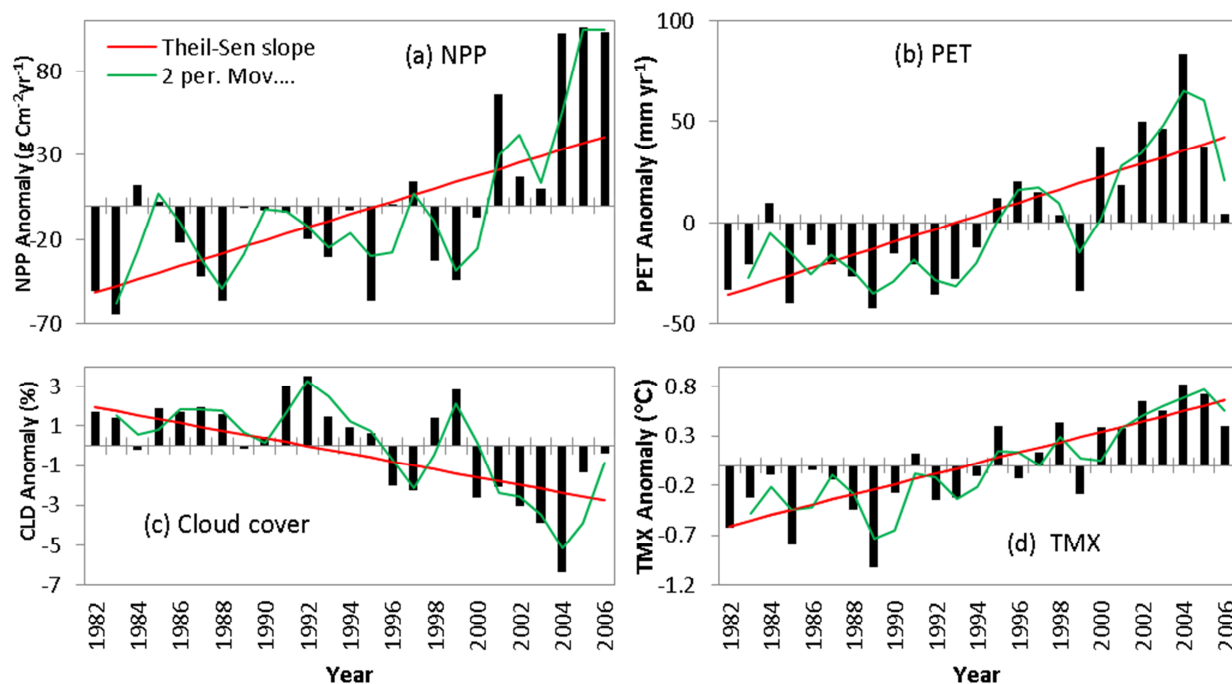 (a) NPP
Theil-Sen slope
2 per. Mov....
NPP Anomaly (g Cm⁻²yr⁻¹)
80
30
-20
-70
(b) PET
PET Anomaly (mm yr⁻¹)
100
50
0
-50
(c) Cloud cover
CLD Anomaly (%)
3
1
-1
-3
-5
-7
1982 1984 1986 1988 1990 1992 1994 1996 1998 2000 2002 2004 2006
Year
(d) TMX
TMX Anomaly (°C)
0.8
0.3
-0.2
-0.7
-1.2
1982 1984 1986 1988 1990 1992 1994 1996 1998 2000 2002 2004 2006
Year